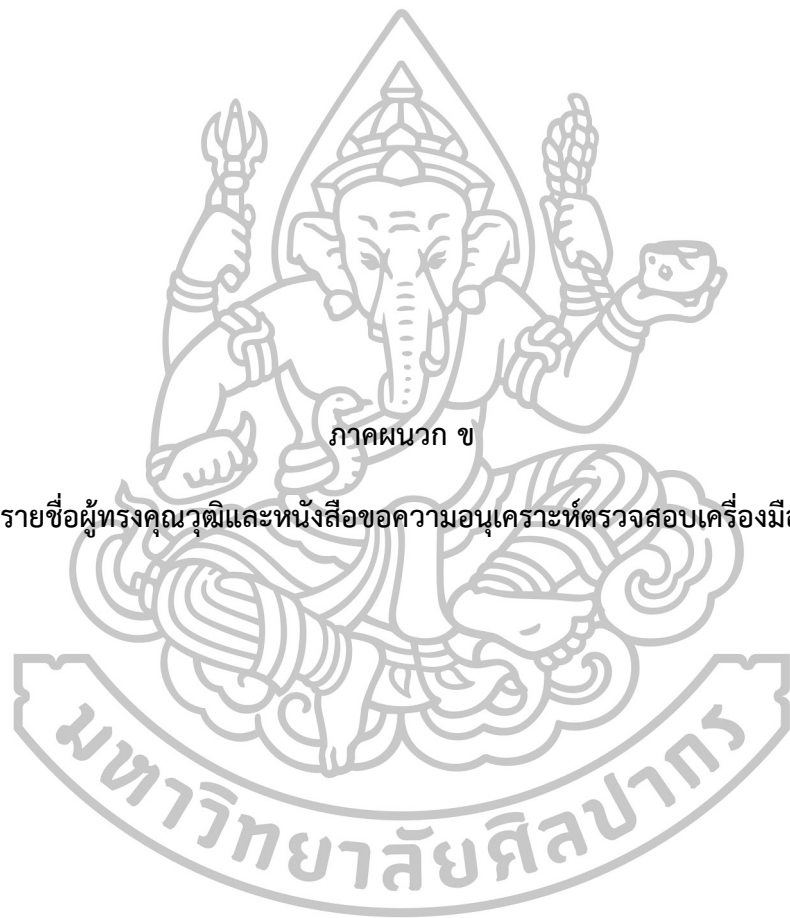 ภาคผนวก ข
รายชื่อผู้ทรงคุณวุฒิและหนังสือขอความอนุเคราะห์ตรวจสอบเครื่องมือ
มหาวิทยาลัยศิลปากร